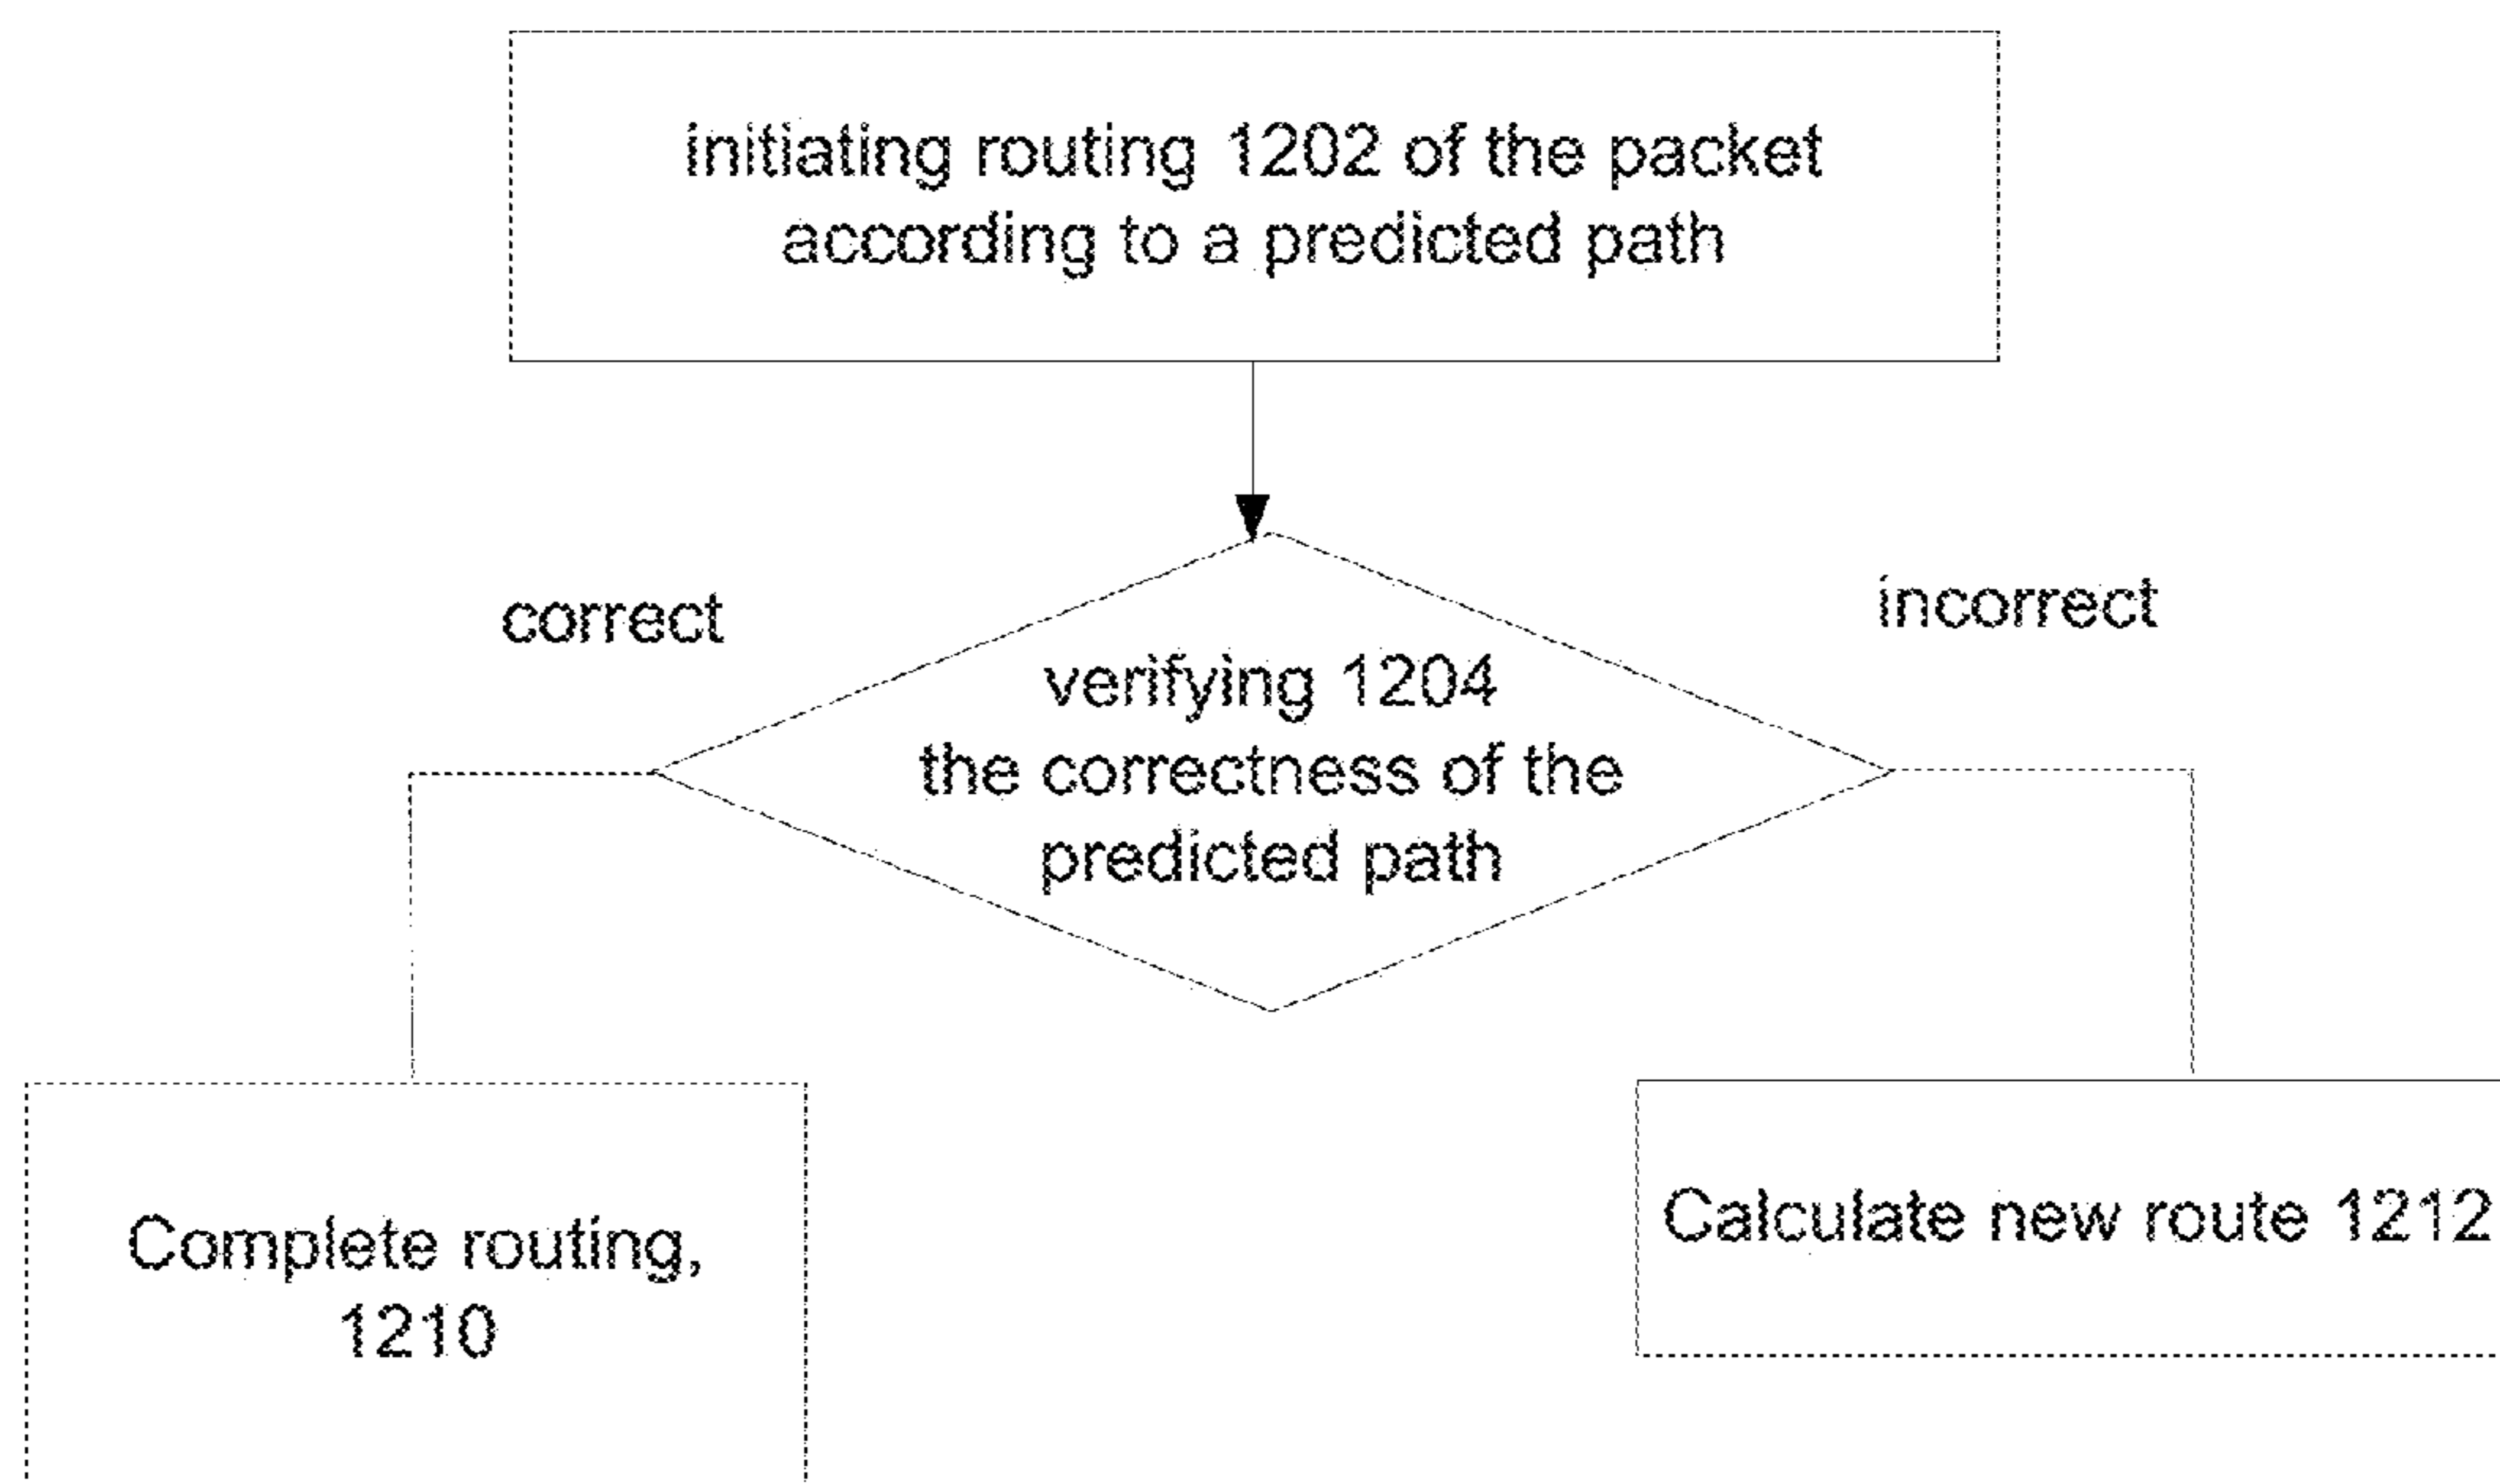 initiating routing 1202 of the packet
according to a predicted path
correct
incorrect
verifying 1204
the correctness of the
predicted path
Complete routing,
1210
Calculate new route 1212